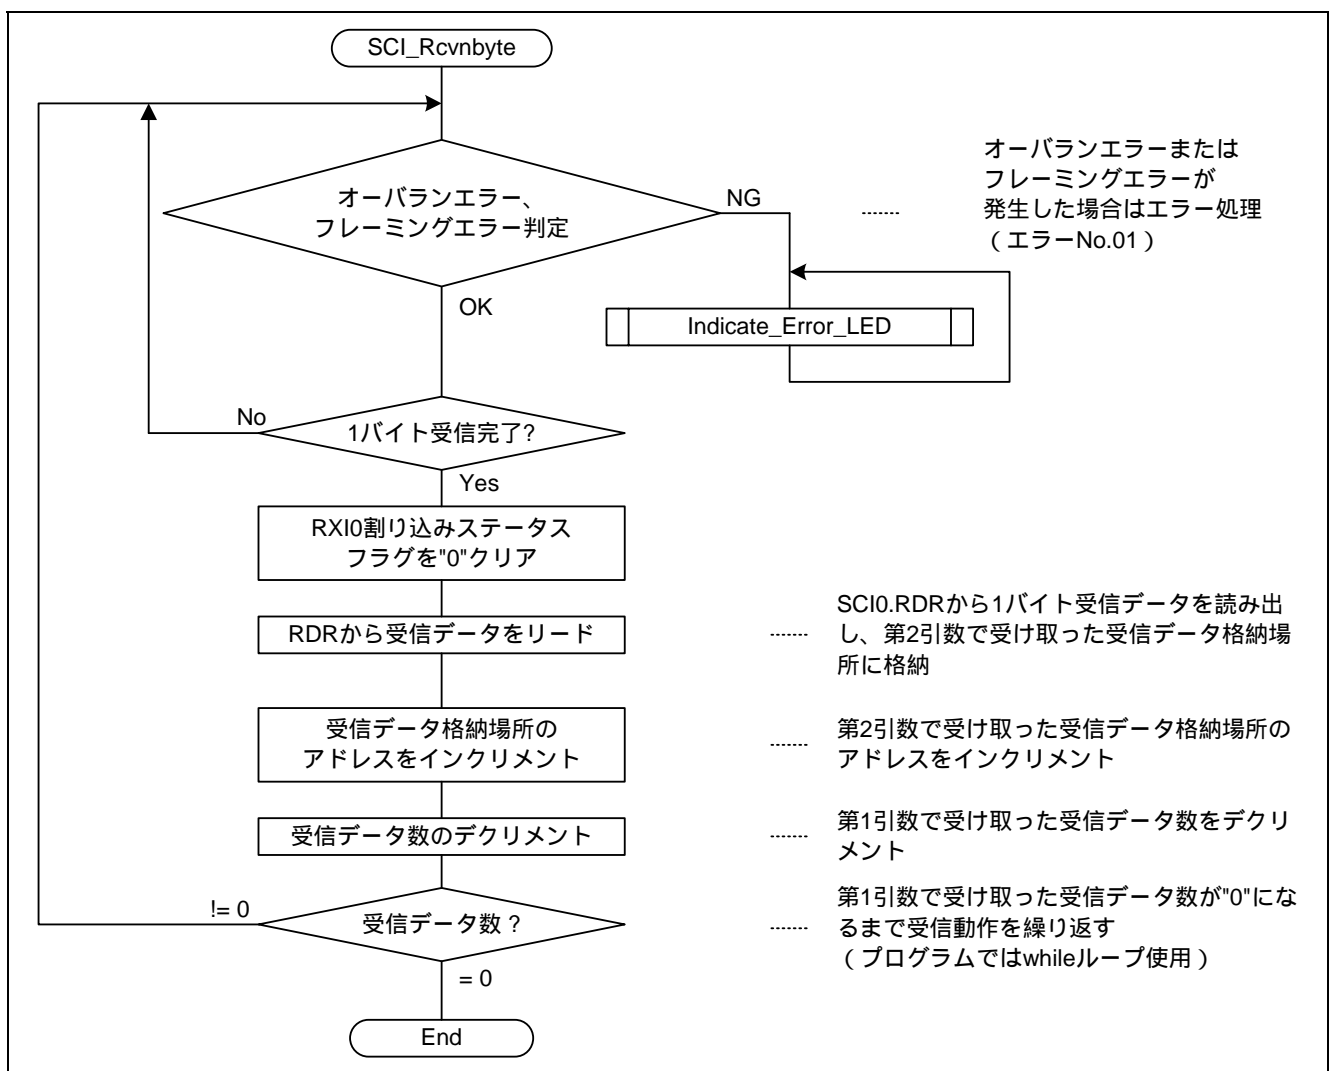 SCI_Rcvnbyte
オーバランエラー、
フレーミングエラー判定
NG
オーバランエラーまたは
フレーミングエラーが
発生した場合はエラー処理
（エラーNo.01）
OK
Indicate_Error_LED
No
1バイト受信完了?
Yes
RXI0割り込みステータス
フラグを"0"クリア
RDRから受信データをリード
SCI0.RDRから1バイト受信データを読み出
し、第2引数で受け取った受信データ格納場
所に格納
受信データ格納場所の
アドレスをインクリメント
第2引数で受け取った受信データ格納場所の
アドレスをインクリメント
受信データ数のデクリメント
第1引数で受け取った受信データ数をデクリ
メント
!= 0
受信データ数？
第1引数で受け取った受信データ数が"0"にな
るまで受信動作を繰り返す
（プログラムではwhileループ使用）
= 0
End